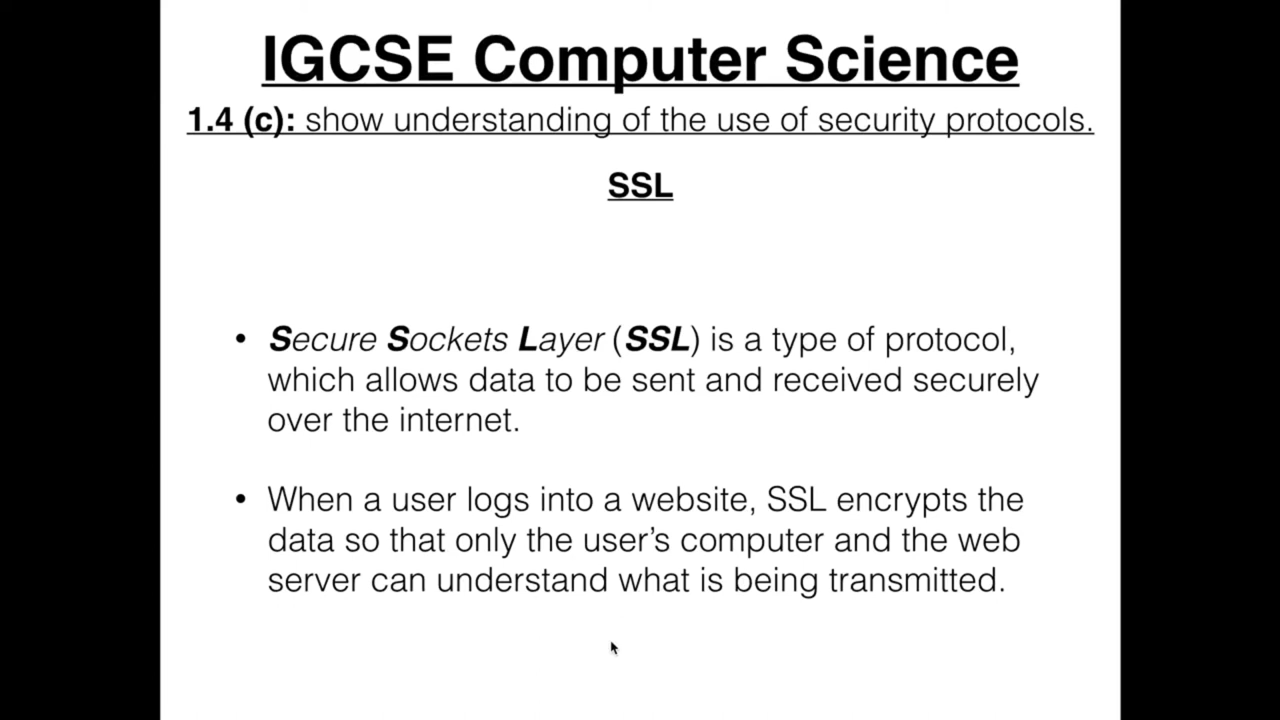 IGCSE Computer Science
1.4 (c): show understanding of the use of security protocols.
SSL
• Secure Sockets Layer (SSL) is a type of protocol,
which allows data to be sent and received securely
over the internet.
• When a user logs into a website, SSL encrypts the
data so that only the user’s computer and the web
server can understand what is being transmitted.